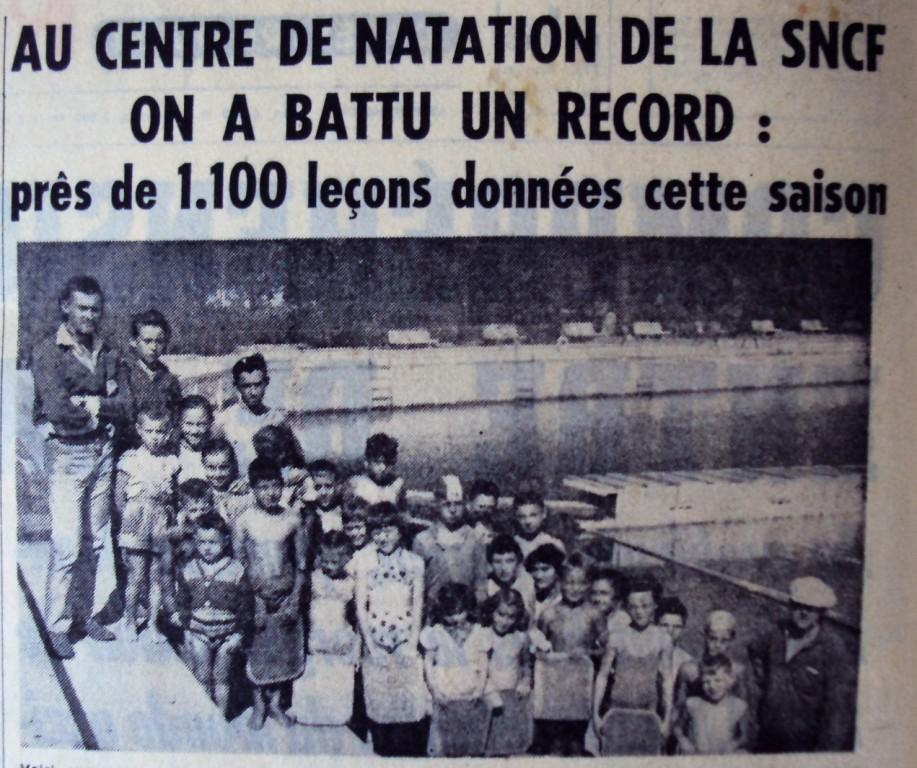 AU CENTRE DE NATATION DE LA SNCF
ON A BATTU UN RECORD :
près de 1.100 leçons données cette saison